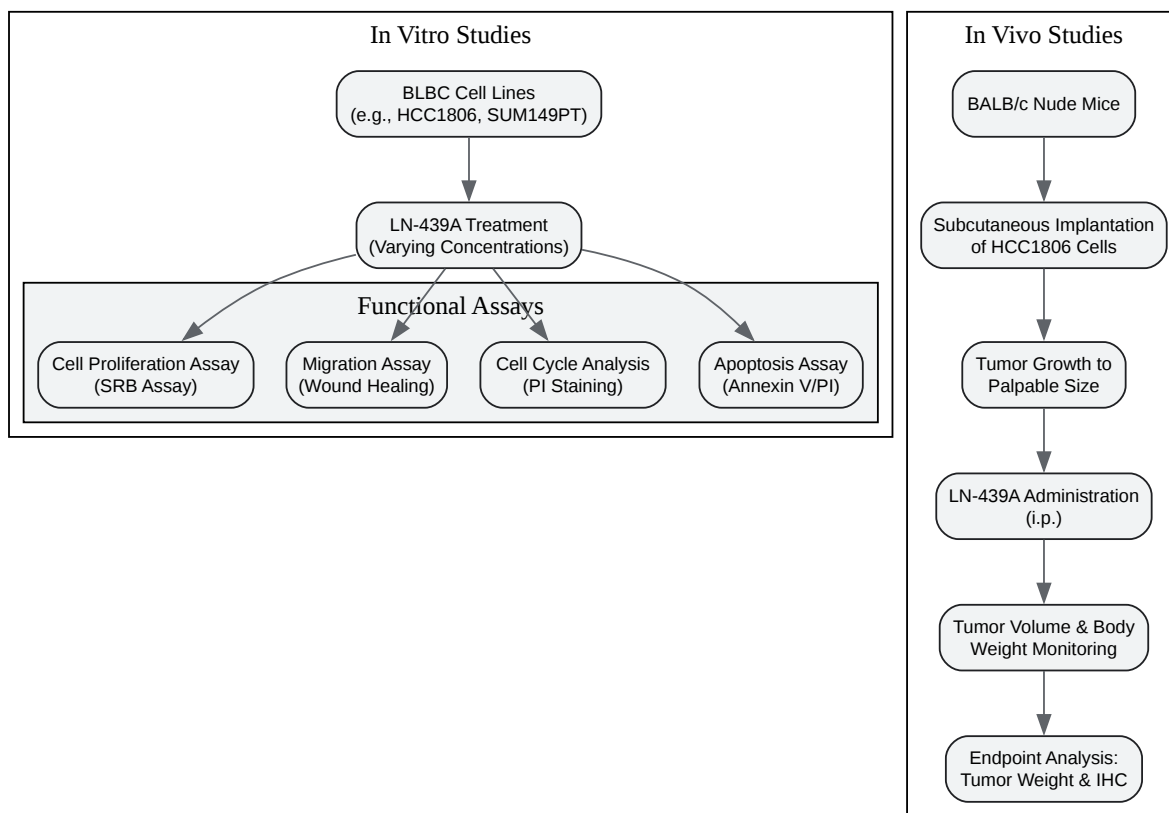 In Vitro Studies
BLBC Cell Lines
(e.g., HCC1806, SUM149PT)
LN-439A Treatment
(Varying Concentrations)
Functional Assays
Cell Proliferation Assay
(SRB Assay)
Migration Assay
(Wound Healing)
Cell Cycle Analysis
(PI Staining)
Apoptosis Assay
(Annexin V/PI)
In Vivo Studies
BALB/c Nude Mice
Subcutaneous Implantation
of HCC1806 Cells
Tumor Growth to
Palpable Size
LN-439A Administration
(i.p.)
Tumor Volume & Body
Weight Monitoring
Endpoint Analysis:
Tumor Weight & IHC